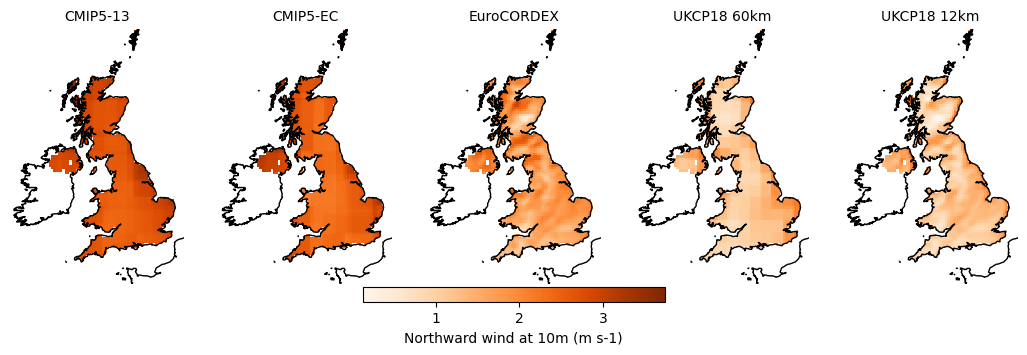 CMIP5-13 CMIP5-EC EuroCORDEX UKCP18 60km UKCP18 12km
1 2 3
Northward wind at 10m (m s-1)